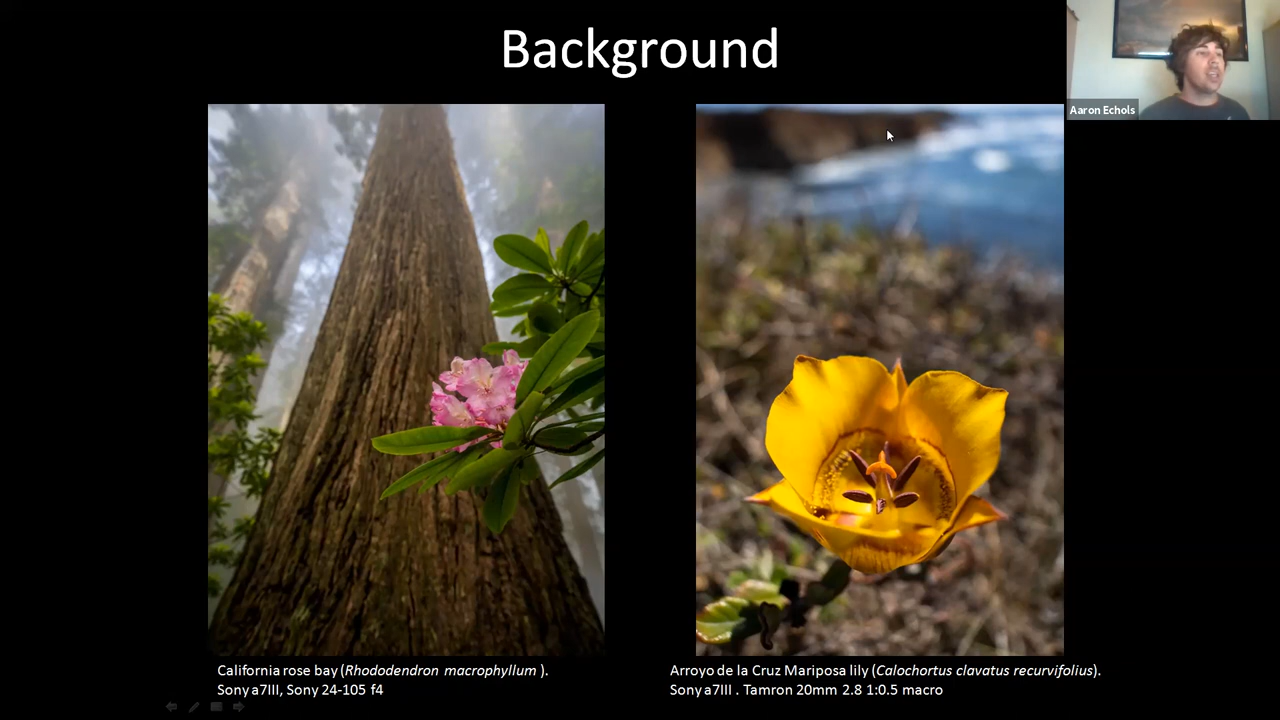 Background
Aaron Echols
California rose bay (Rhododendron macrophyllum ).
Sony a7III, Sony 24-105 f4
Arroyo de la Cruz Mariposa lily (Calochortus clavatus recurvifolius).
Sony a7III . Tamron 20mm 2.8 1:0.5 macro